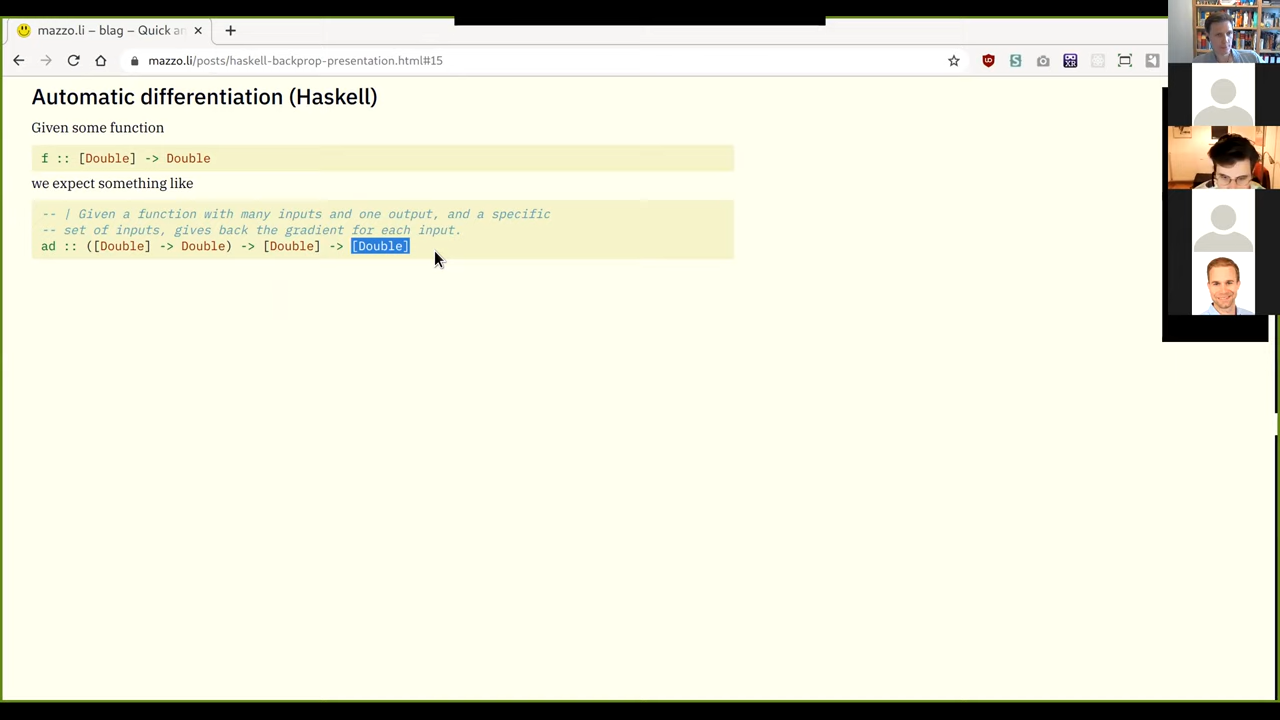 mazzo.li – blag – Quick an
mazzo.li/posts/haskell-backprop-presentation.html#15
Automatic differentiation (Haskell)
Given some function
f :: [Double] -> Double
we expect something like
-- | Given a function with many inputs and one output, and a specific
-- set of inputs, gives back the gradient for each input.
ad :: ([Double] -> Double) -> [Double] -> [Double]